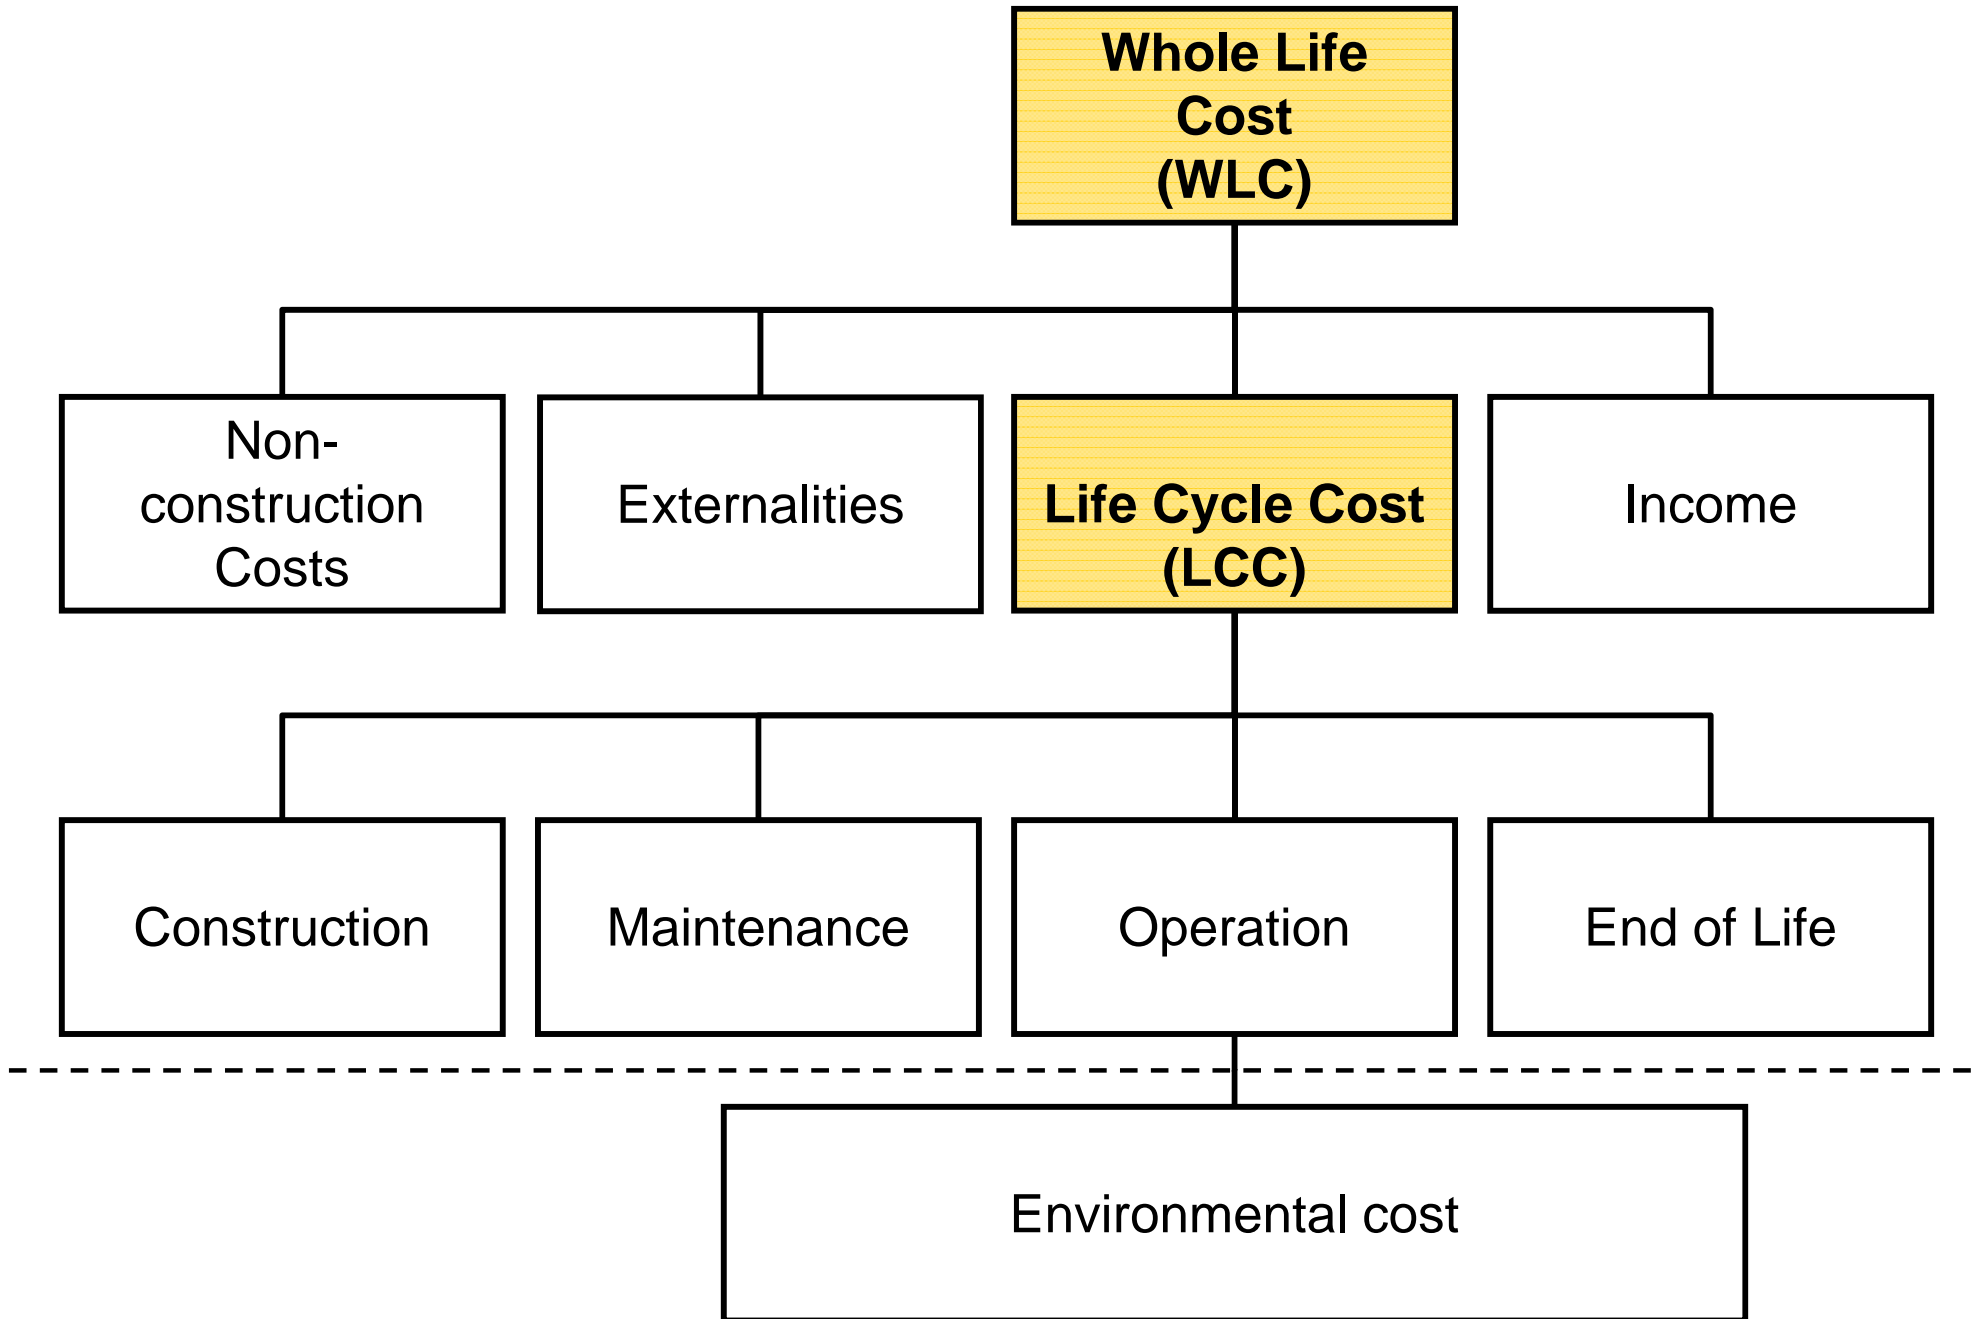 Whole Life
Cost
(WLC)
Non-
construction
Costs
Externalities
Life Cycle Cost
(LCC)
Income
Construction
Maintenance
Operation
End of Life
Environmental cost